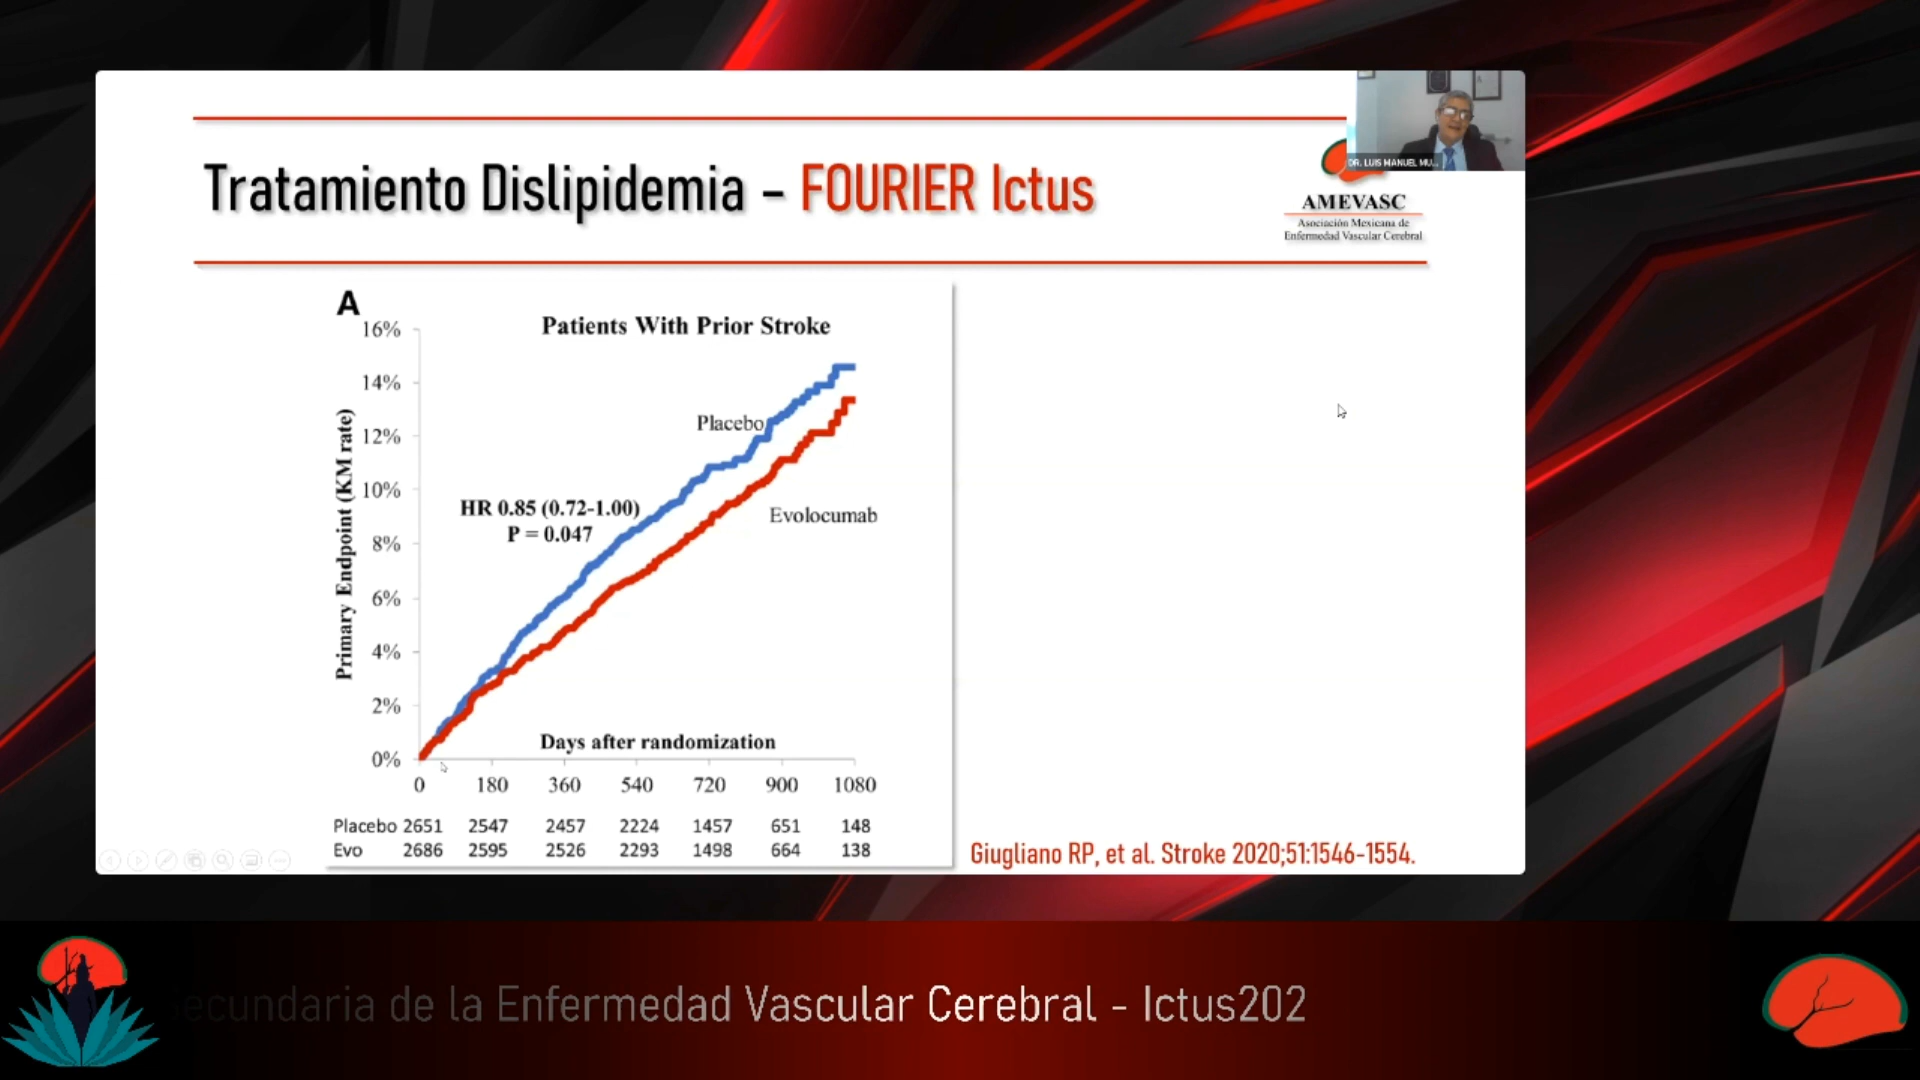 DR. LUIS MANUEL MU...
Tratamiento Dislipidemia – FOURIER Ictus
AMEVASC
Asociación Mexicana de
Enfermedad Vascular Cerebral
A
Patients With Prior Stroke
16%
14%
12%
10%
8%
6%
4%
2%
0%
Primary Endpoint (KM rate)
Placebo
HR 0.85 (0.72-1.00)
P = 0.047
Evolocumab
Days after randomization
0 180 360 540 720 900 1080
Placebo 2651 2547 2457 2224 1457 651 148
Evo 2686 2595 2526 2293 1498 664 138
Giugliano RP, et al. Stroke 2020;51:1546-1554.
ecundaria de la Enfermedad Vascular Cerebral - Ictus202